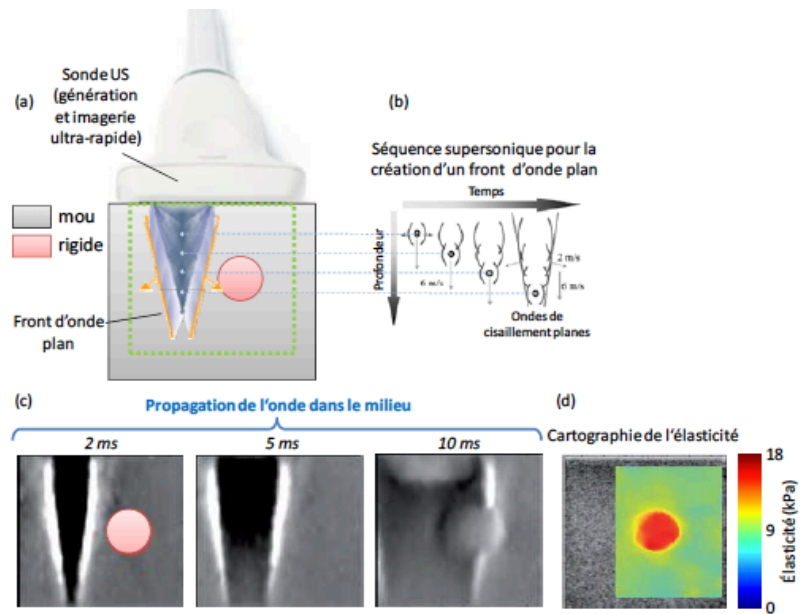 Sonde US
(génération
et imagerie
ultra-rapide)
(a)
mou
rigide
Front d'onde
plan
(b)
Séquence supersonique pour la
création d'un front d'onde plan
Temps
Profondeur
6 m/s
2 m/s
6 m/s
Ondes de
cisaillement planes
(c)
Propagation de l'onde dans le milieu
2 ms
5 ms
10 ms
(d)
Cartographie de l'élasticité
18
9
0
Élasticité (kPa)